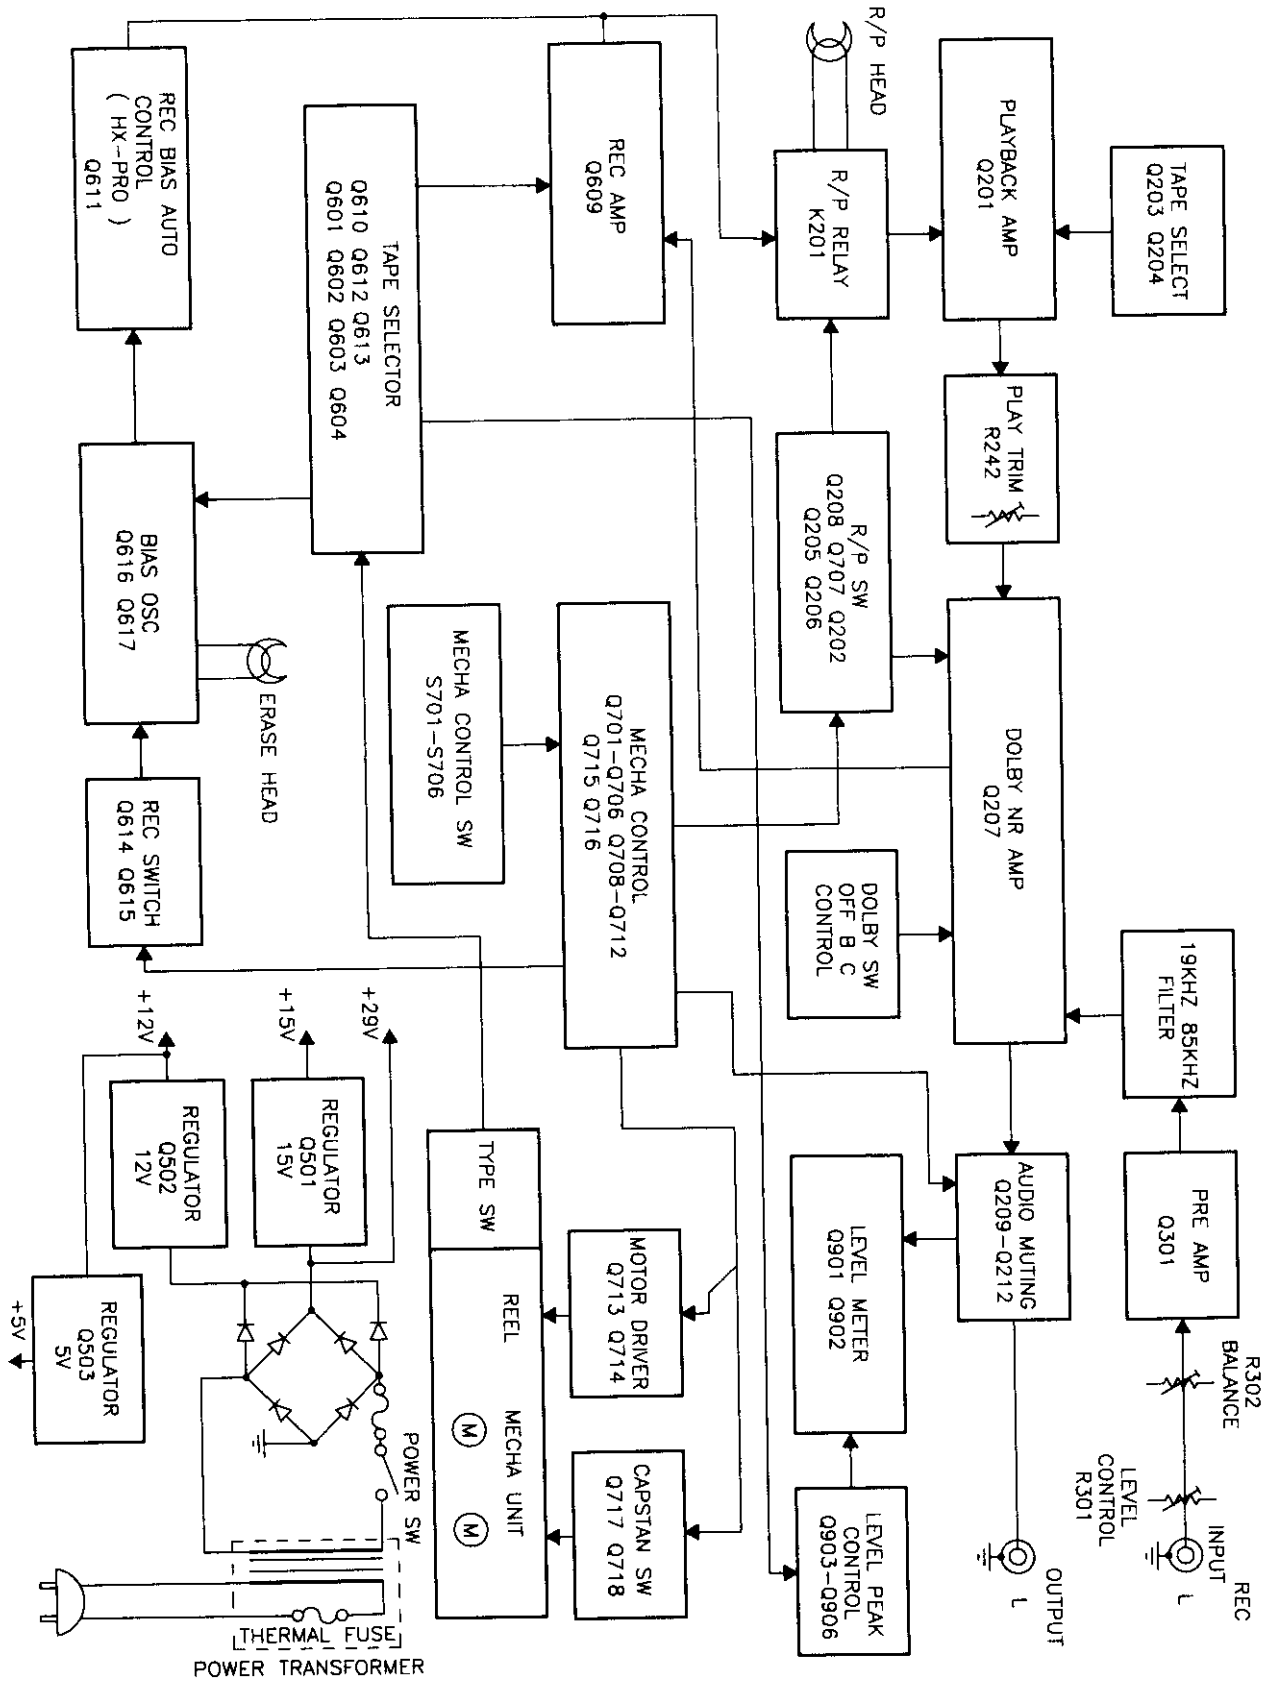 TAPE SELECT
Q203 Q204
PLAYBACK AMP
Q201
R/P HEAD
R/P RELAY
K201
REC AMP
Q609
TAPE SELECTOR
Q610 Q612 Q613
Q601 Q602 Q603 Q604
REC BIAS AUTO
CONTROL
( HX-PRO )
Q611
PLAY TRIM
R242
R/P SW
Q208 Q707 Q202
Q205 Q206
DOLBY NR AMP
Q207
DOLBY SW
OFF B C
CONTROL
MECHA CONTROL
Q701-Q706 Q708-Q712
Q715 Q716
MECHA CONTROL SW
S701-S706
BIAS OSC
Q616 Q617
ERASE HEAD
REC SWITCH
Q614 Q615
19KHZ 85KHZ
FILTER
PRE AMP
Q301
R302
BALANCE
LEVEL
CONTROL
R301
REC
INPUT
L
AUDIO MUTING
Q209-Q212
OUTPUT
L
LEVEL METER
Q901 Q902
LEVEL PEAK
CONTROL
Q903-Q906
MOTOR DRIVER
Q713 Q714
CAPSTAN SW
Q717 Q718
TYPE SW
REEL
MECHA UNIT
M
M
+29V
+15V
+12V
REGULATOR
Q501
15V
REGULATOR
Q502
12V
REGULATOR
Q503
5V
+5V
POWER SW
THERMAL FUSE
POWER TRANSFORMER